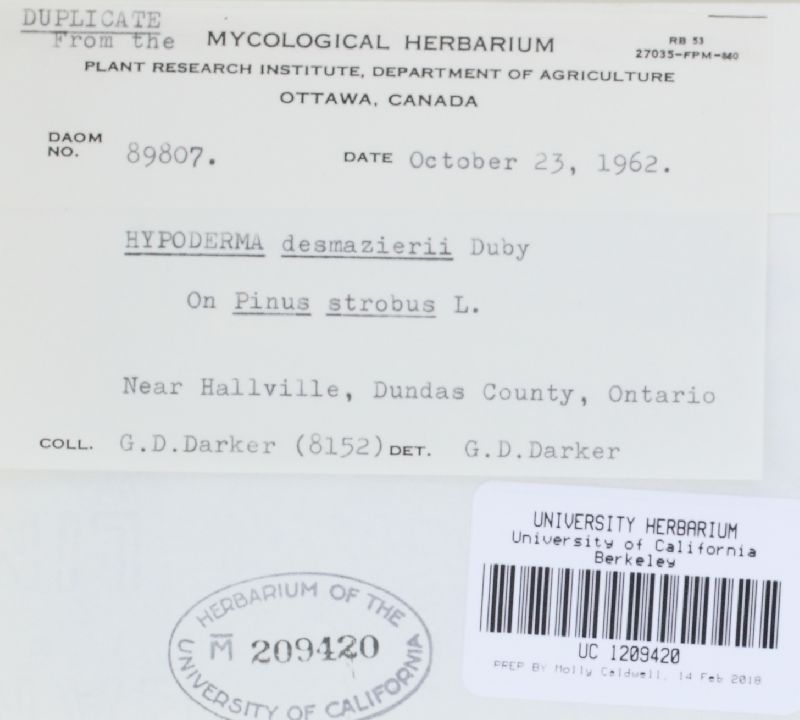 DUPLICATE
From the MYCOLOGICAL HERBARIUM
RB 53
27035-FPM-M0
PLANT RESEARCH INSTITUTE, DEPARTMENT OF AGRICULTURE
OTTAWA, CANADA
DAOM NO. 89807. DATE October 23, 1962.
HYPODERMA desmazierii Duby
On Pinus strobus L.
Near Hallville, Dundas County, Ontario
COLL. G.D.Darker (8152) DET. G.D.Darker
UNIVERSITY HERBARIUM
University of California
Berkeley
UC 1209420
PREP BY Molly Caldwell, 14 Feb 2018
HERBARIUM OF THE
M 209420
UNIVERSITY OF CALIFORNIA